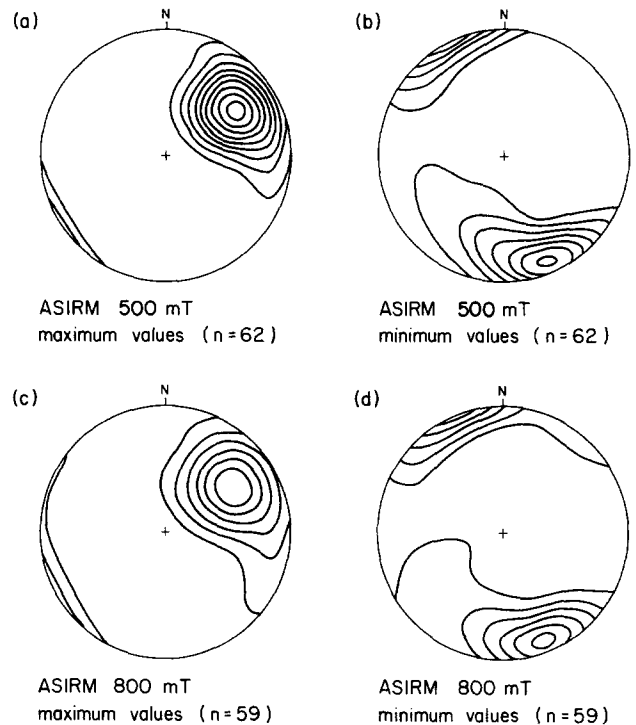 (a) N (b) N
ASIRM 500 mT
maximum values (n=62)
ASIRM 500 mT
minimum values (n=62)
(c) N (d) N
ASIRM 800 mT
maximum values (n=59)
ASIRM 800 mT
minimum values (n=59)